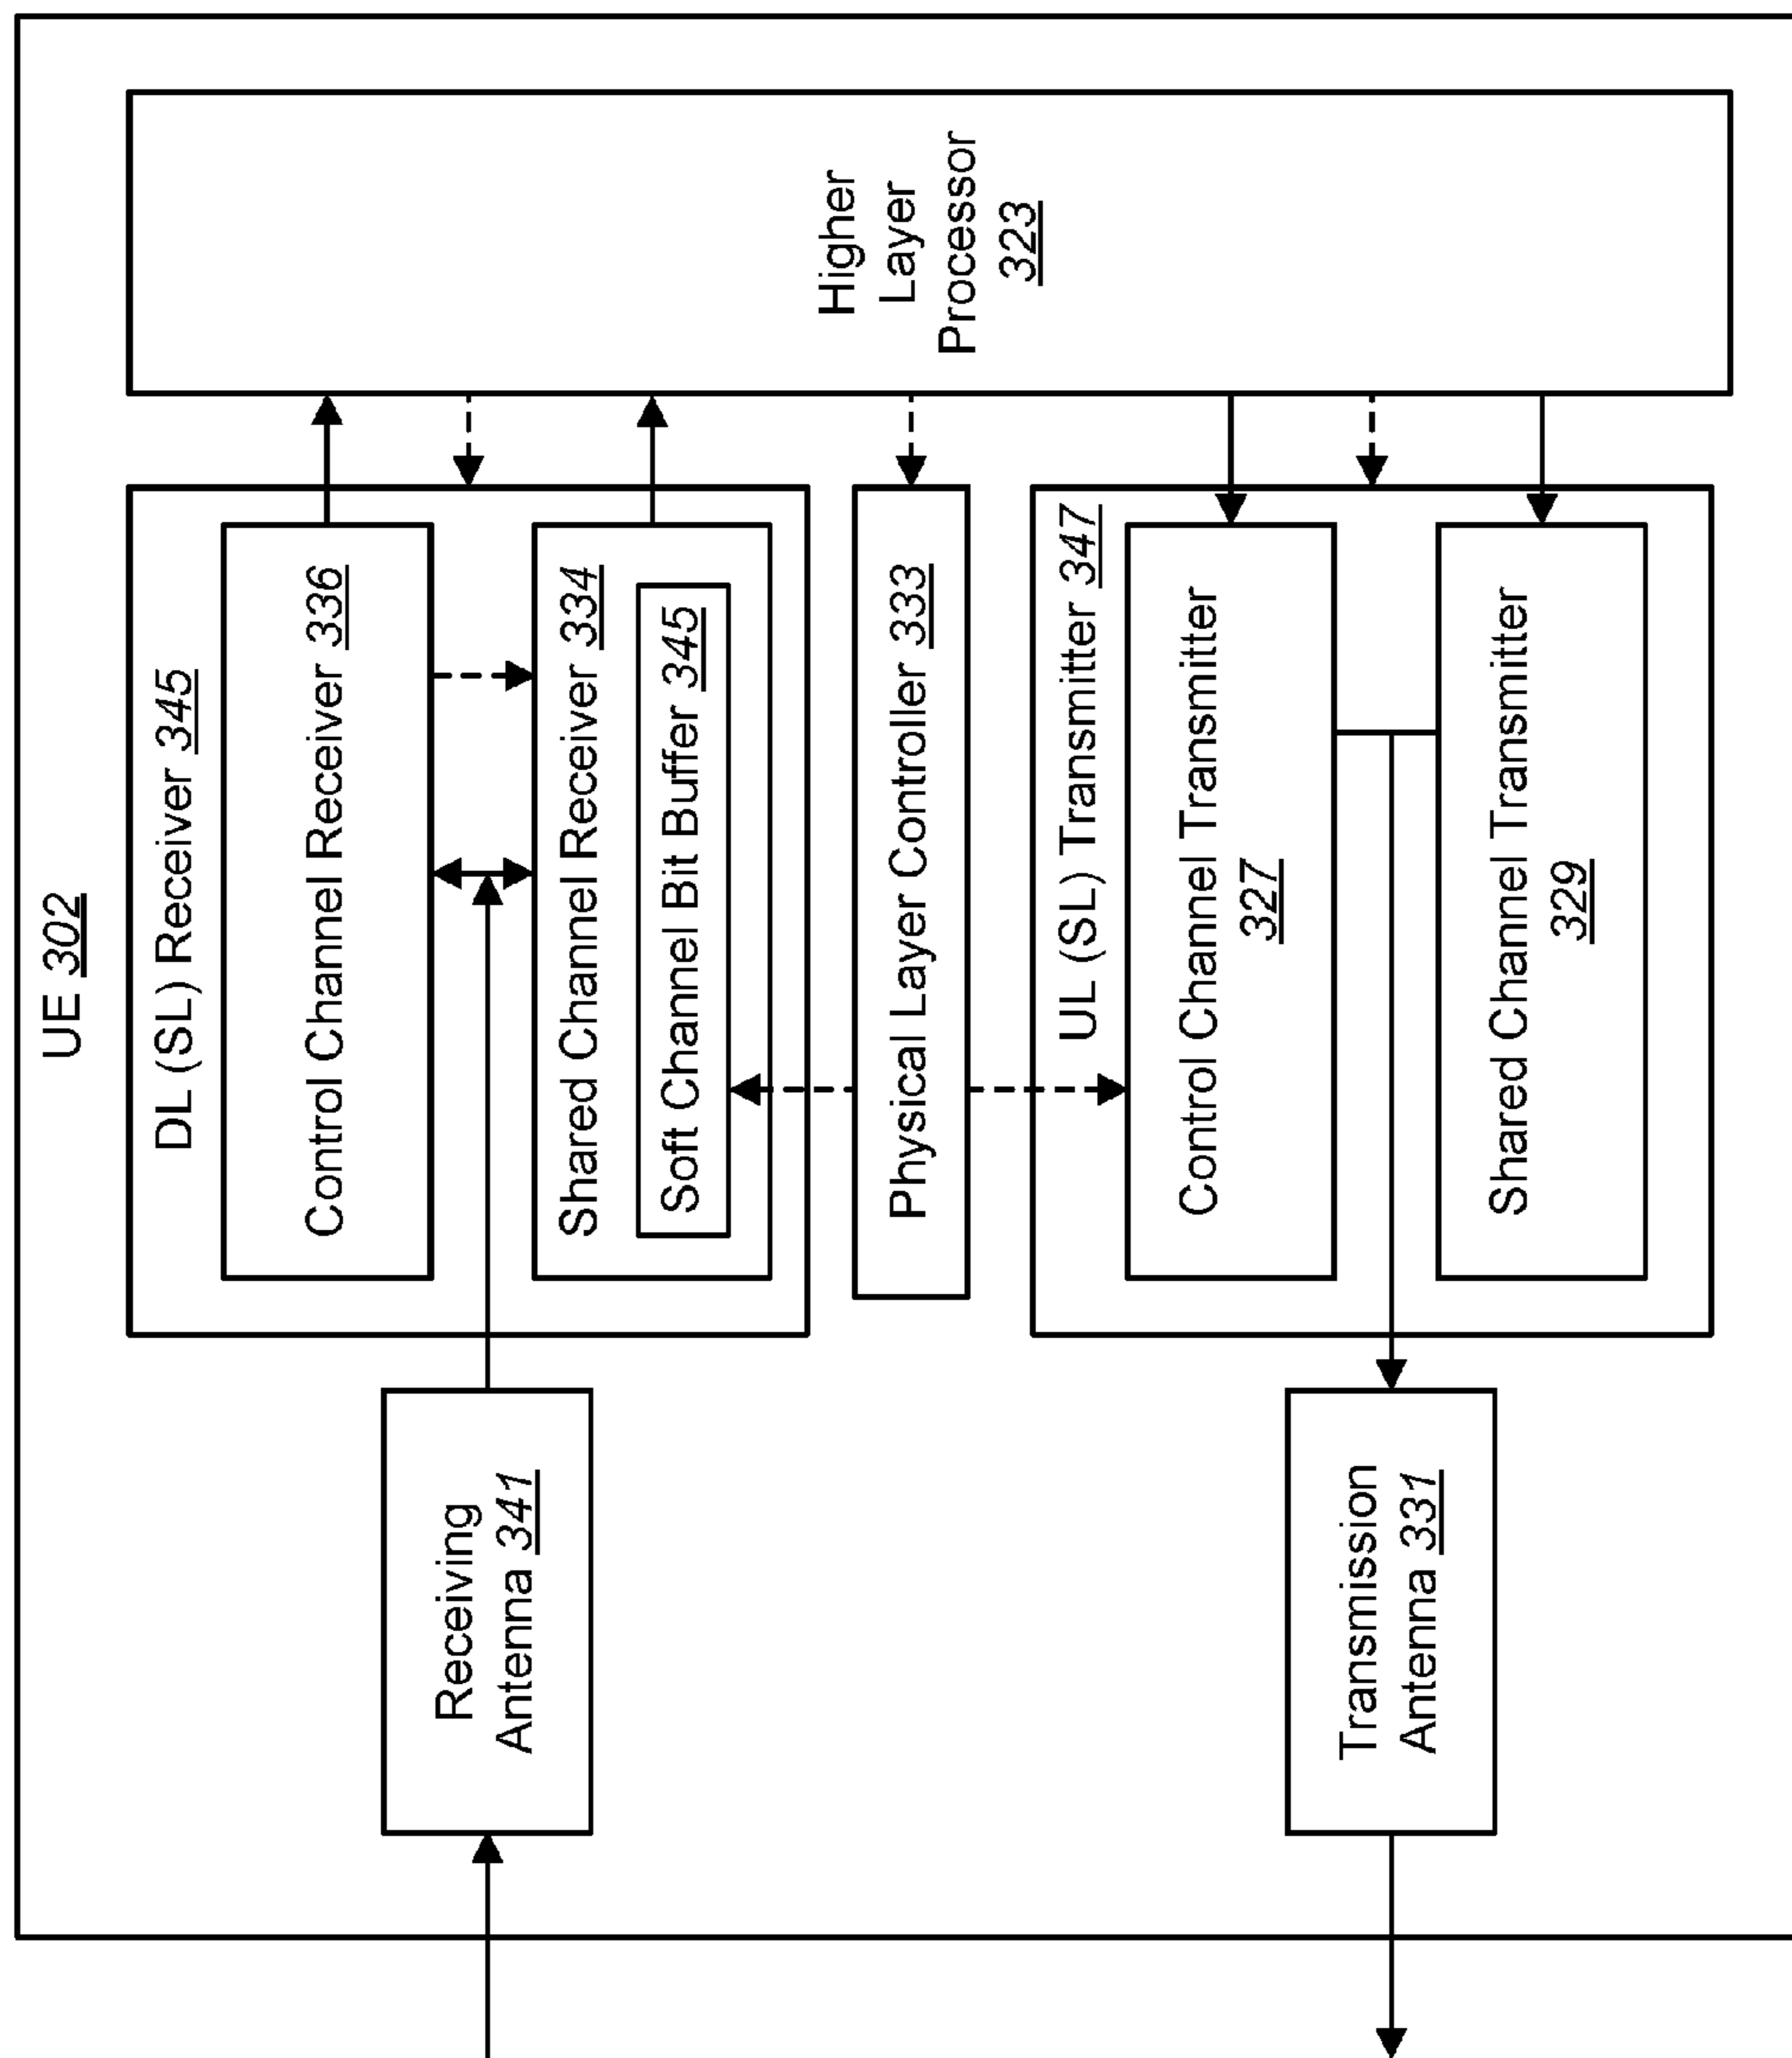 UE 302
DL (SL) Receiver 345
Control Channel Receiver 336
Shared Channel Receiver 334
Soft Channel Bit Buffer 345
Higher
Layer
Processor
323
Receiving
Antenna 341
Physical Layer Controller 333
UL (SL) Transmitter 347
Control Channel Transmitter
327
Shared Channel Transmitter
329
Transmission
Antenna 331